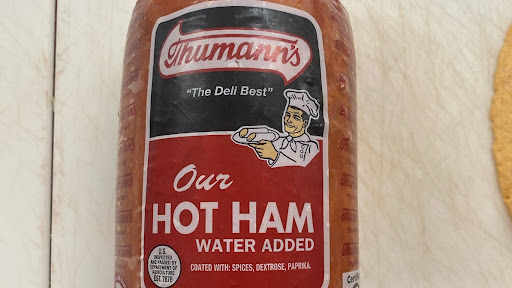 Thumann's
"The Deli Best"
Our
HOT HAM
WATER ADDED
COATED WITH: SPICES, DEXTROSE, PAPRIKA.
U.S.
INSPECTED
AND PASSED BY
DEPARTMENT OF
AGRICULTURE
EST. 7878